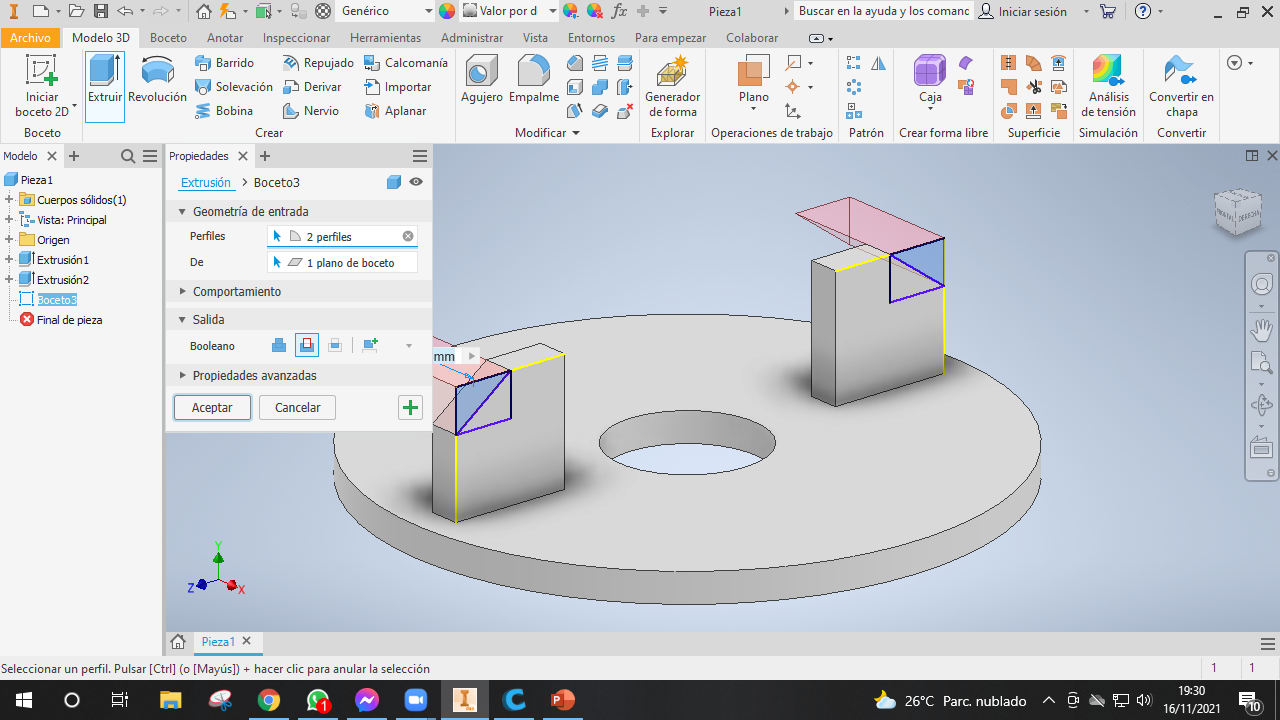 Genérico
Valor por d
Pieza1
Buscar en la ayuda y los comanc
Iniciar sesión
Archivo
Modelo 3D
Boceto
Anotar
Inspeccionar
Herramientas
Administrar
Vista
Entornos
Para empezar
Colaborar
Iniciar
boceto 2D
Boceto
Extruir
Revolución
Barrido
Solevación
Bobina
Repujado
Derivar
Nervio
Calcomanía
Importar
Aplanar
Crear
Agujero
Empalme
Modificar
Generador
de forma
Explorar
Plano
Operaciones de trabajo
Patrón
Caja
Crear forma libre
Superficie
Análisis
de tensión
Simulación
Convertir en
chapa
Convertir
Modelo
Pieza1
Cuerpos sólidos(1)
Vista: Principal
Origen
Extrusión1
Extrusión2
Boceto3
Final de pieza
Propiedades
Extrusión > Boceto3
Geometría de entrada
Perfiles
2 perfiles
De
1 plano de boceto
Comportamiento
Salida
Booleano
Propiedades avanzadas
Aceptar
Cancelar
mm
DERECHA
Y
Z
X
Pieza1
Seleccionar un perfil. Pulsar [Ctrl] (o [Mayús]) + hacer clic para anular la selección
1
1
1
26°C Parc. nublado
19:30
16/11/2021
10